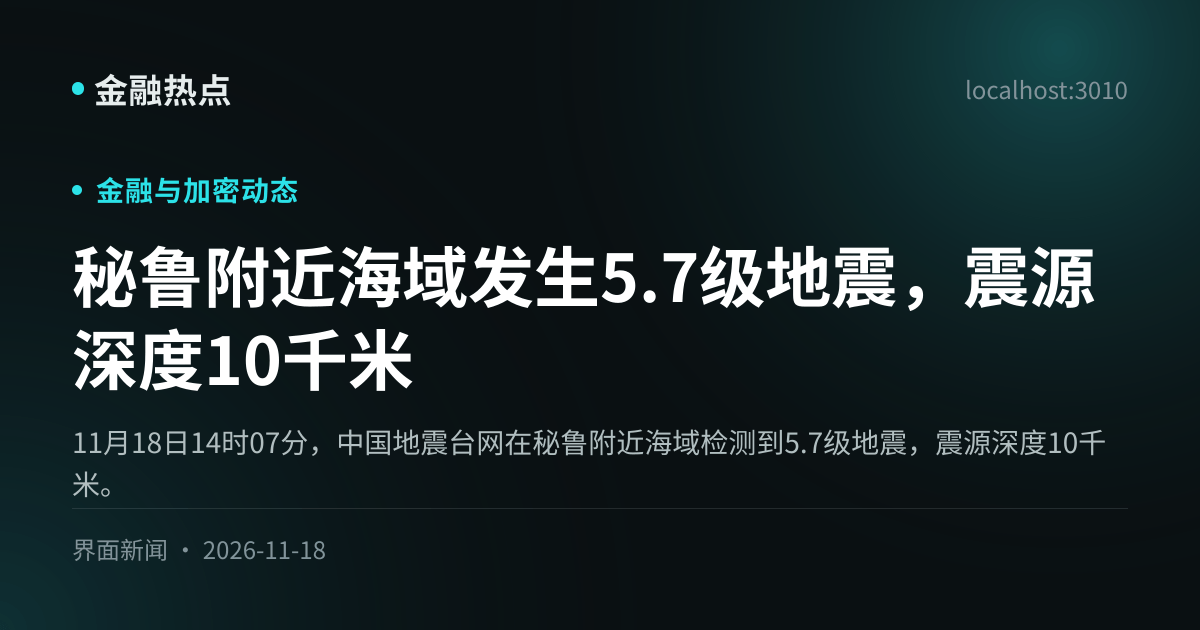 金融热点
localhost:3010
金融与加密动态
秘鲁附近海域发生5.7级地震，震源
深度10千米
11月18日14时07分，中国地震台网在秘鲁附近海域检测到5.7级地震，震源深度10千
米。
界面新闻 • 2026-11-18